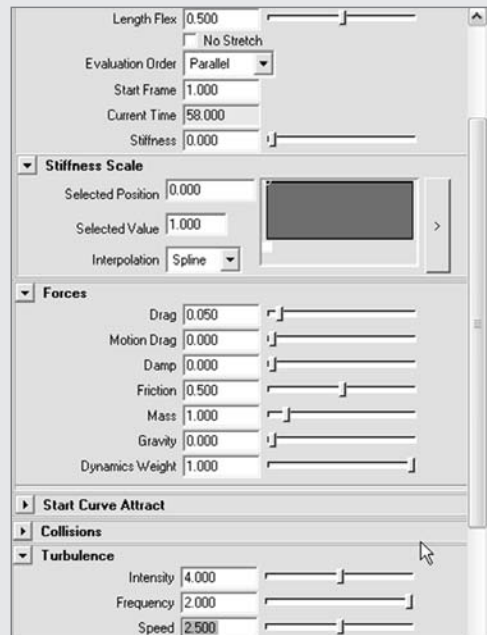 Length Flex 0.500
No Stretch
Evaluation Order Parallel
Start Frame 1.000
Current Time 58.000
Stiffness 0.000
Stiffness Scale
Selected Position 0.000
Selected Value 1.000
>
Interpolation Spline
Forces
Drag 0.050
Motion Drag 0.000
Damp 0.000
Friction 0.500
Mass 1.000
Gravity 0.000
Dynamics Weight 1.000
Start Curve Attract
Collisions
Turbulence
Intensity 4.000
Frequency 2.000
Speed 2.500